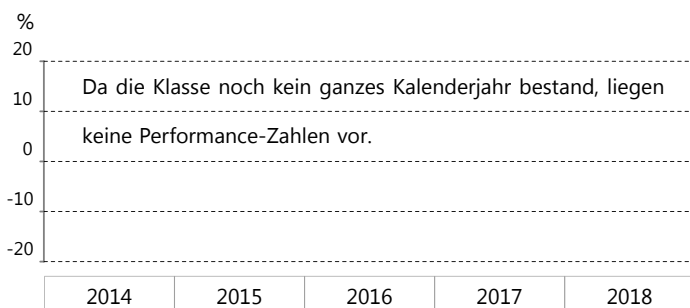 %
20
Da die Klasse noch kein ganzes Kalenderjahr bestand, liegen
10
keine Performance-Zahlen vor.
0
-10
-20
2014 2015 2016 2017 2018